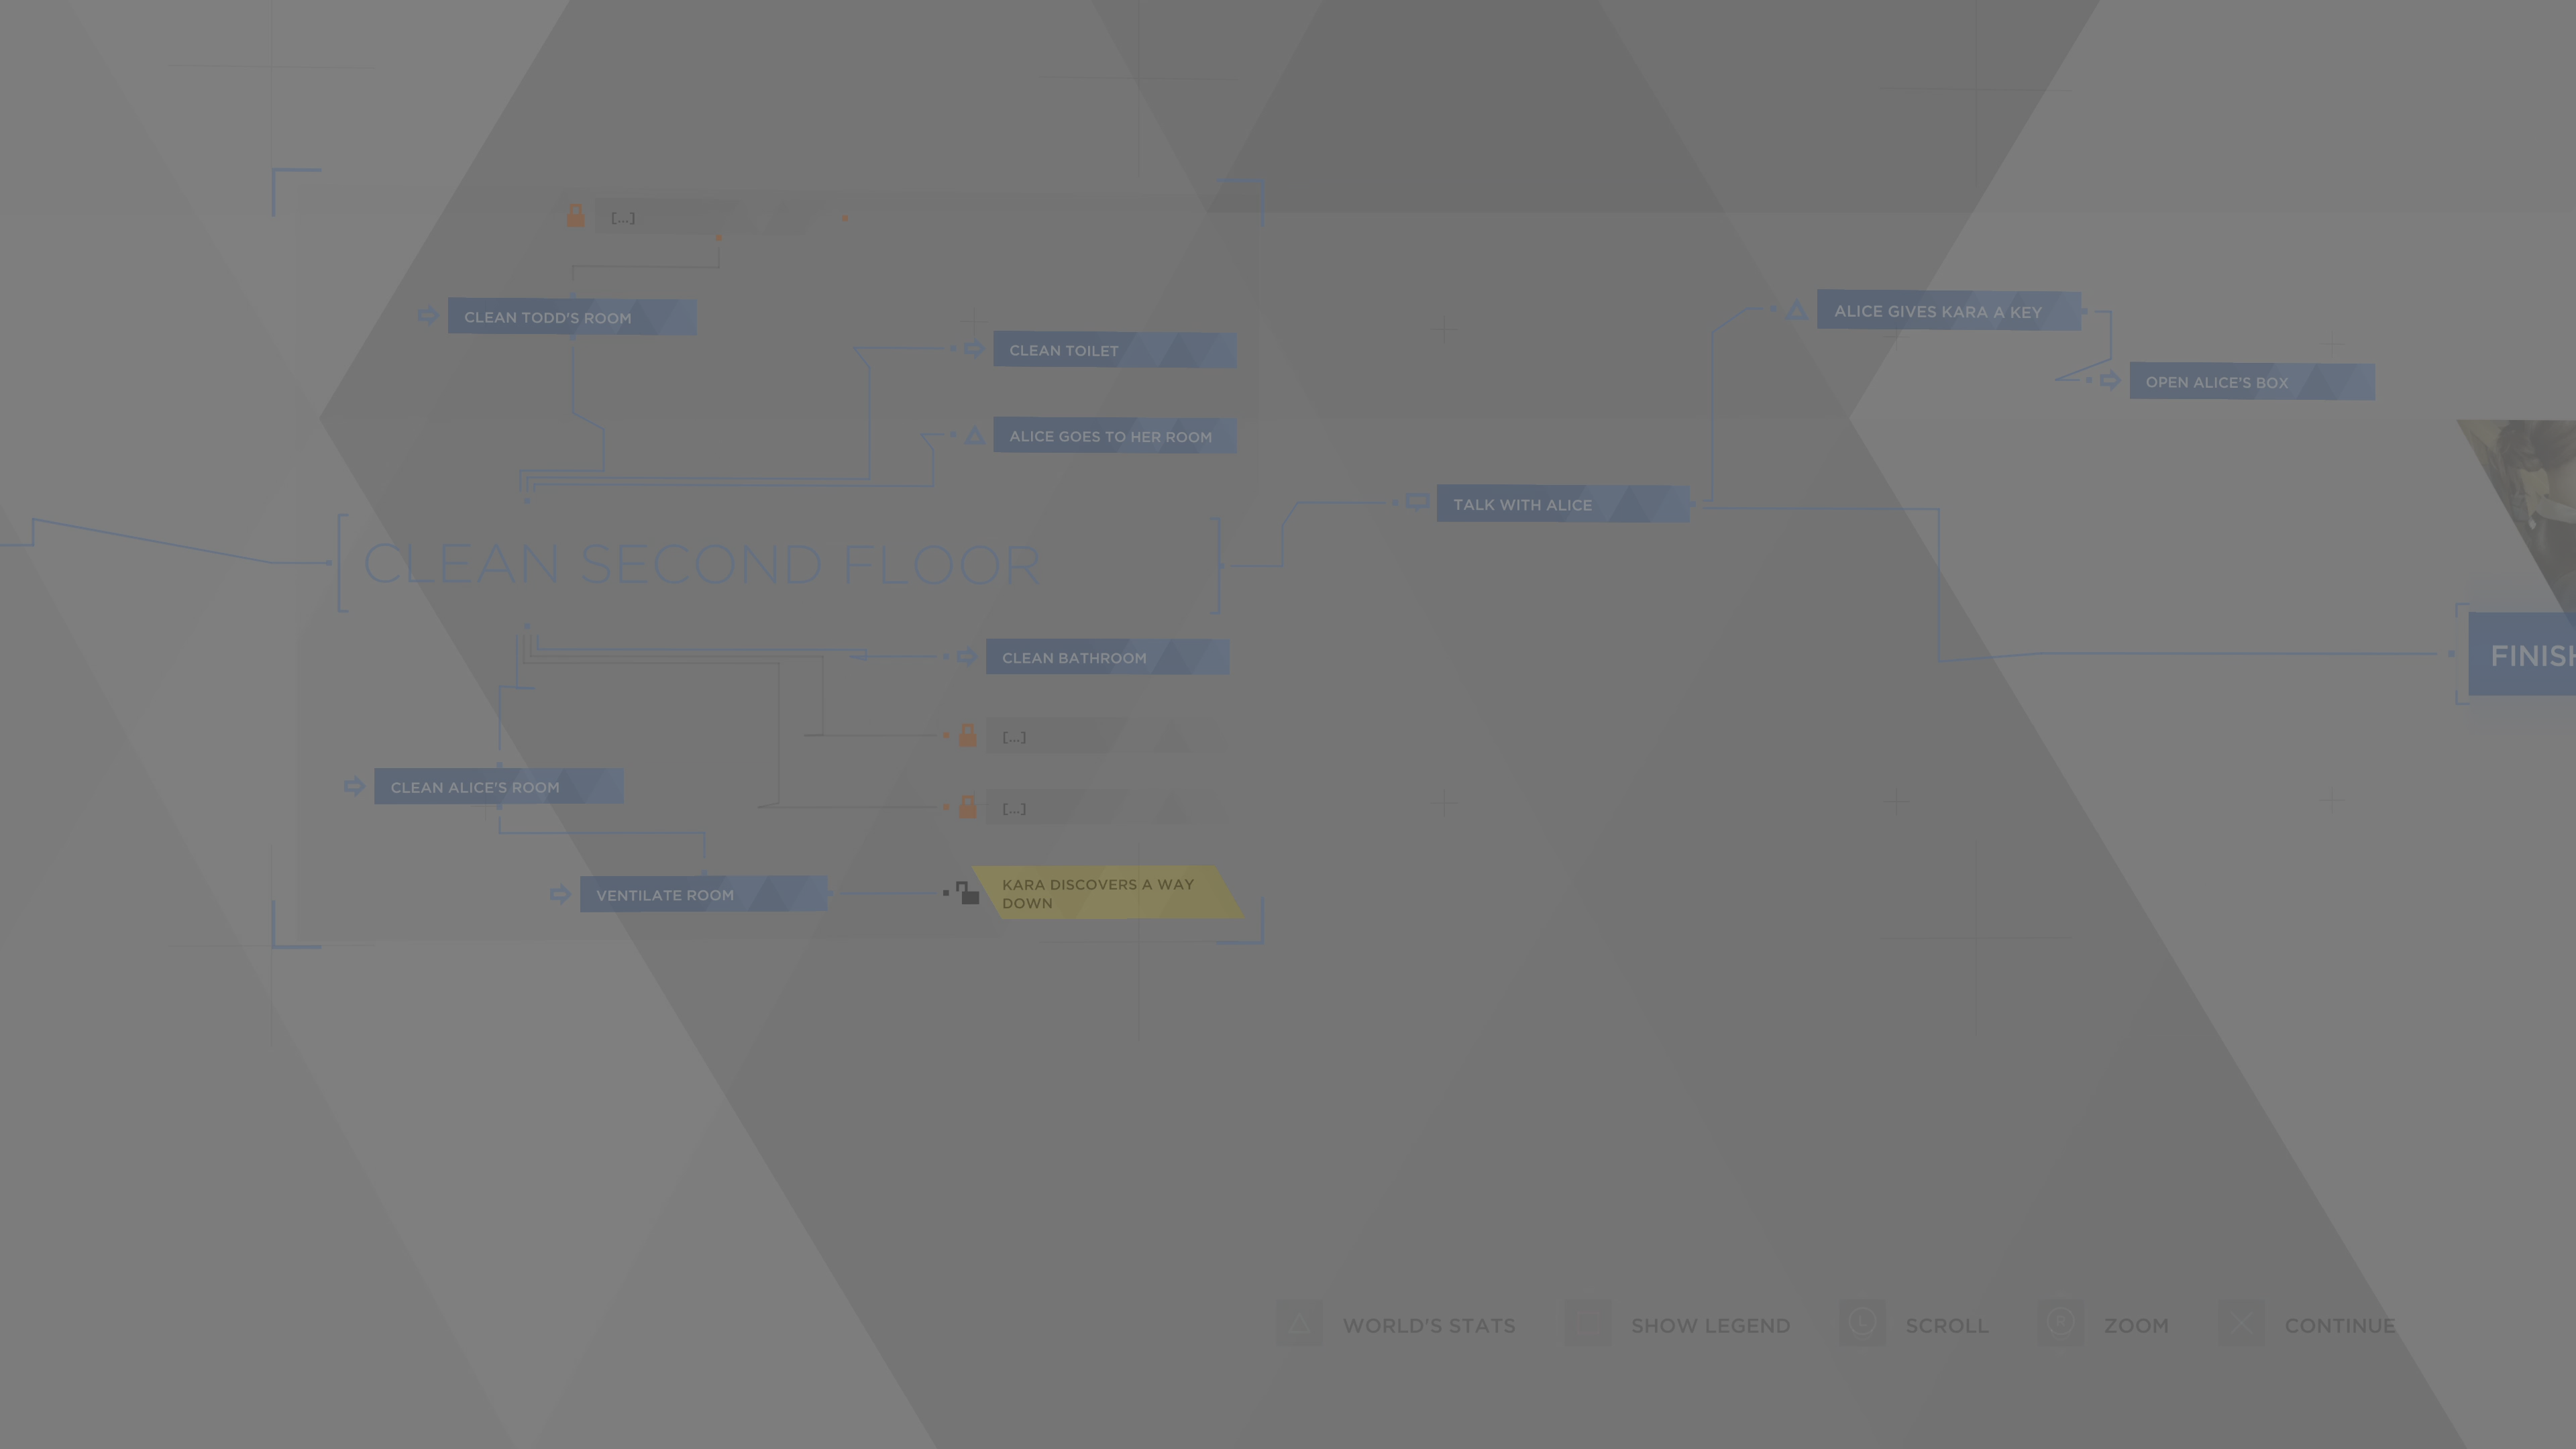 [...]
CLEAN TODD'S ROOM
CLEAN TOILET
ALICE GOES TO HER ROOM
CLEAN SECOND FLOOR
CLEAN BATHROOM
[...]
CLEAN ALICE'S ROOM
[...]
VENTILATE ROOM
KARA DISCOVERS A WAY
DOWN
TALK WITH ALICE
ALICE GIVES KARA A KEY
OPEN ALICE'S BOX
FINISH
WORLD'S STATS
SHOW LEGEND
L SCROLL
R ZOOM
CONTINUE